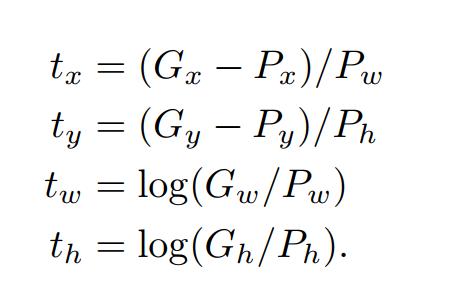 t_x = (G_x − P_x)/P_w
t_y = (G_y − P_y)/P_h
t_w = log(G_w/P_w)
t_h = log(G_h/P_h).